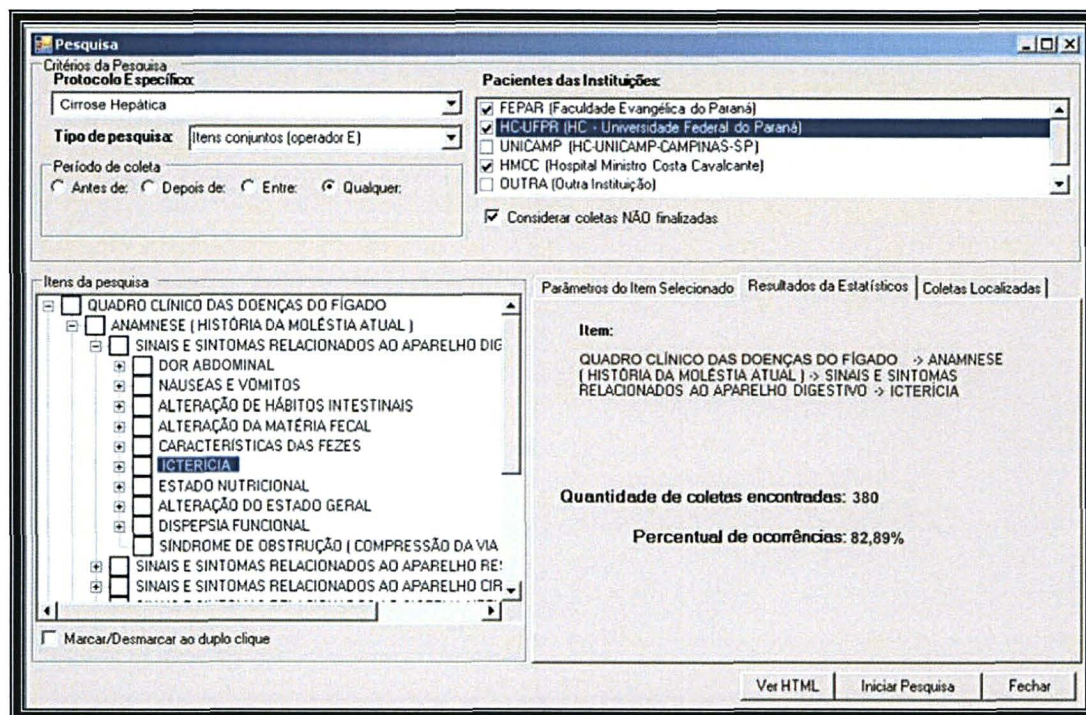 Pesquisa
Critérios da Pesquisa
Protocolo Específico:
Cirrose Hepática
Tipo de pesquisa: Itens conjuntos (operador E)
Período de coleta
Antes de: Depois de: Entre: Qualquer:
Pacientes das Instituições:
FEPAR (Faculdade Evangélica do Paraná)
HC-UFPR (HC - Universidade Federal do Paraná)
UNICAMP (HC-UNICAMP-CAMPINAS-SP)
HMCC (Hospital Ministro Costa Cavalcante)
OUTRA (Outra Instituição)
Considerar coletas NÃO finalizadas
Itens da pesquisa
QUADRO CLÍNICO DAS DOENÇAS DO FÍGADO
ANAMNESE ( HISTÓRIA DA MOLÉSTIA ATUAL )
SINAIS E SINTOMAS RELACIONADOS AO APARELHO DIG
DOR ABDOMINAL
NAUSEAS E VÔMITOS
ALTERAÇÃO DE HÁBITOS INTESTINAIS
ALTERAÇÃO DA MATÉRIA FECAL
CARACTERÍSTICAS DAS FEZES
ICTERÍCIA
ESTADO NUTRICIONAL
ALTERAÇÃO DO ESTADO GERAL
DISPEPSIA FUNCIONAL
SÍNDROME DE OBSTRUÇÃO ( COMPRESSÃO DA VIA
SINAIS E SINTOMAS RELACIONADOS AO APARELHO RE
SINAIS E SINTOMAS RELACIONADOS AO APARELHO CIR
Marcar/Desmarcar ao duplo clique
Parâmetros do Item Selecionado Resultados da Estatísticos Coletas Localizadas
Item:
QUADRO CLÍNICO DAS DOENÇAS DO FÍGADO -> ANAMNESE
( HISTÓRIA DA MOLÉSTIA ATUAL ) -> SINAIS E SINTOMAS
RELACIONADOS AO APARELHO DIGESTIVO -> ICTERÍCIA
Quantidade de coletas encontradas: 380
Percentual de ocorrências: 82,89%
Ver HTML Iniciar Pesquisa Fechar